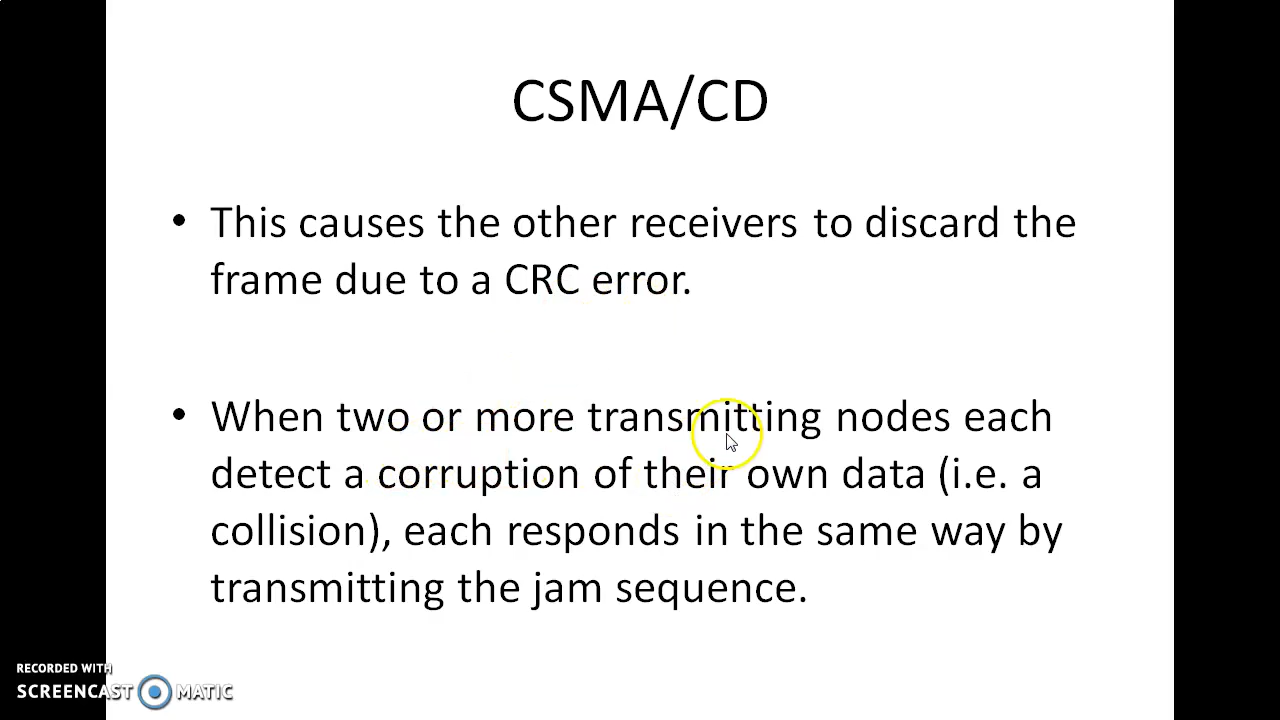 CSMA/CD
• This causes the other receivers to discard the
frame due to a CRC error.
• When two or more transmitting nodes each
detect a corruption of their own data (i.e. a
collision), each responds in the same way by
transmitting the jam sequence.
RECORDED WITH
SCREENCAST MATIC